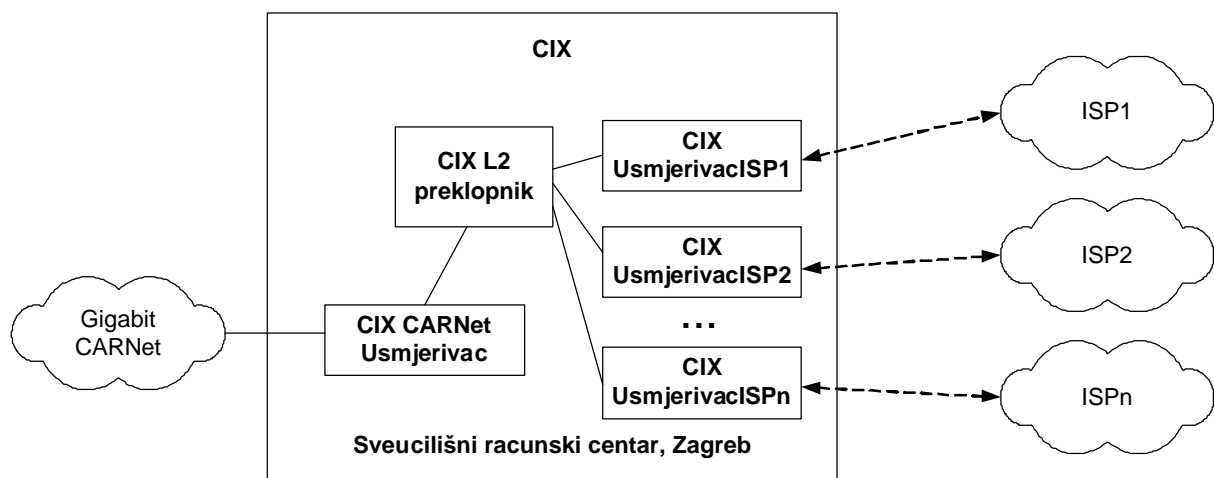 CIX
CIX L2
preklopnik
CIX
UsmjerivacISP1
ISP1
CIX
UsmjerivacISP2
ISP2
...
Gigabit
CARNet
CIX CARNet
Usmjerivac
CIX
UsmjerivacISPn
ISPn
Sveucilišni racunski centar, Zagreb